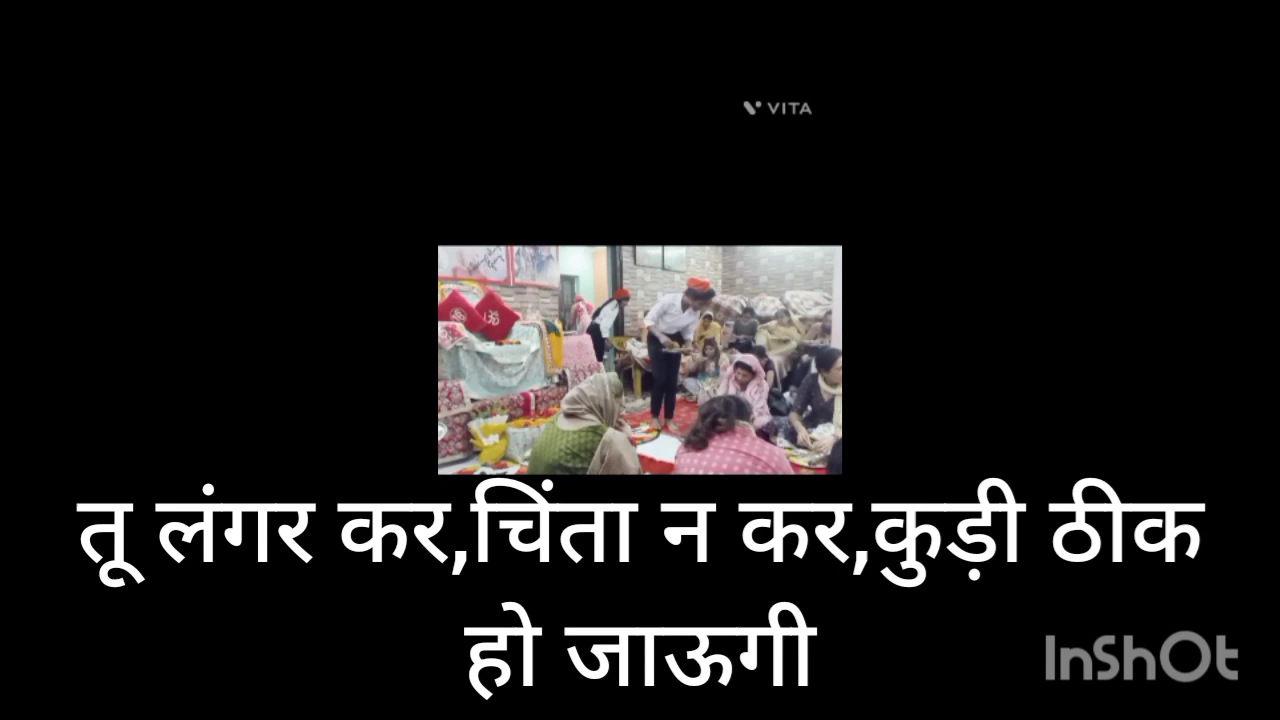 VITA
तू लंगर कर,चिंता न कर,कुड़ी ठीक
हो जाऊगी
InShOt